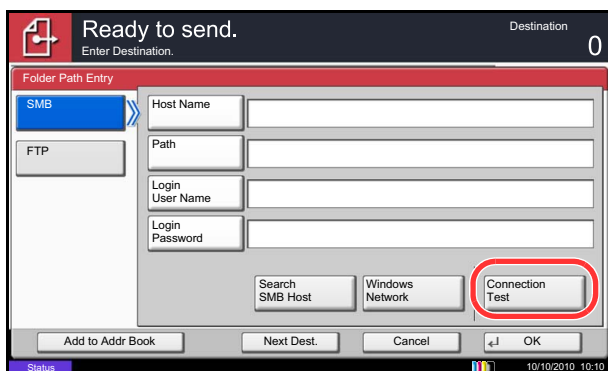 Ready to send.
Destination
Enter Destination.
0
Folder Path Entry
SMB
FTP
Host Name
Path
Login
User Name
Login
Password
Search
SMB Host
Windows
Network
Connection
Test
Add to Addr Book
Next Dest.
Cancel
OK
Status
10/10/2010 10:10